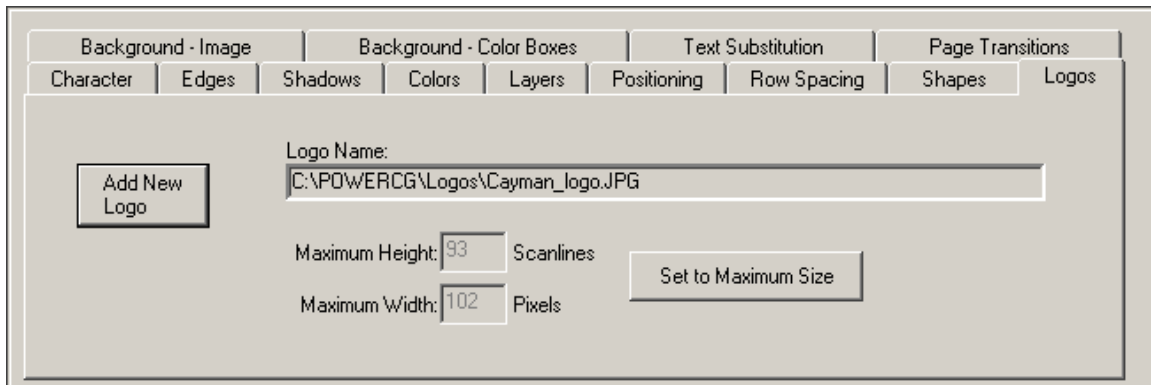 Background - Image
Background - Color Boxes
Text Substitution
Page Transitions
Character
Edges
Shadows
Colors
Layers
Positioning
Row Spacing
Shapes
Logos
Logo Name:
Add New
Logo
C:\POWERCG\Logos\Cayman_logo.JPG
Maximum Height: 93 Scanlines
Set to Maximum Size
Maximum Width: 102 Pixels